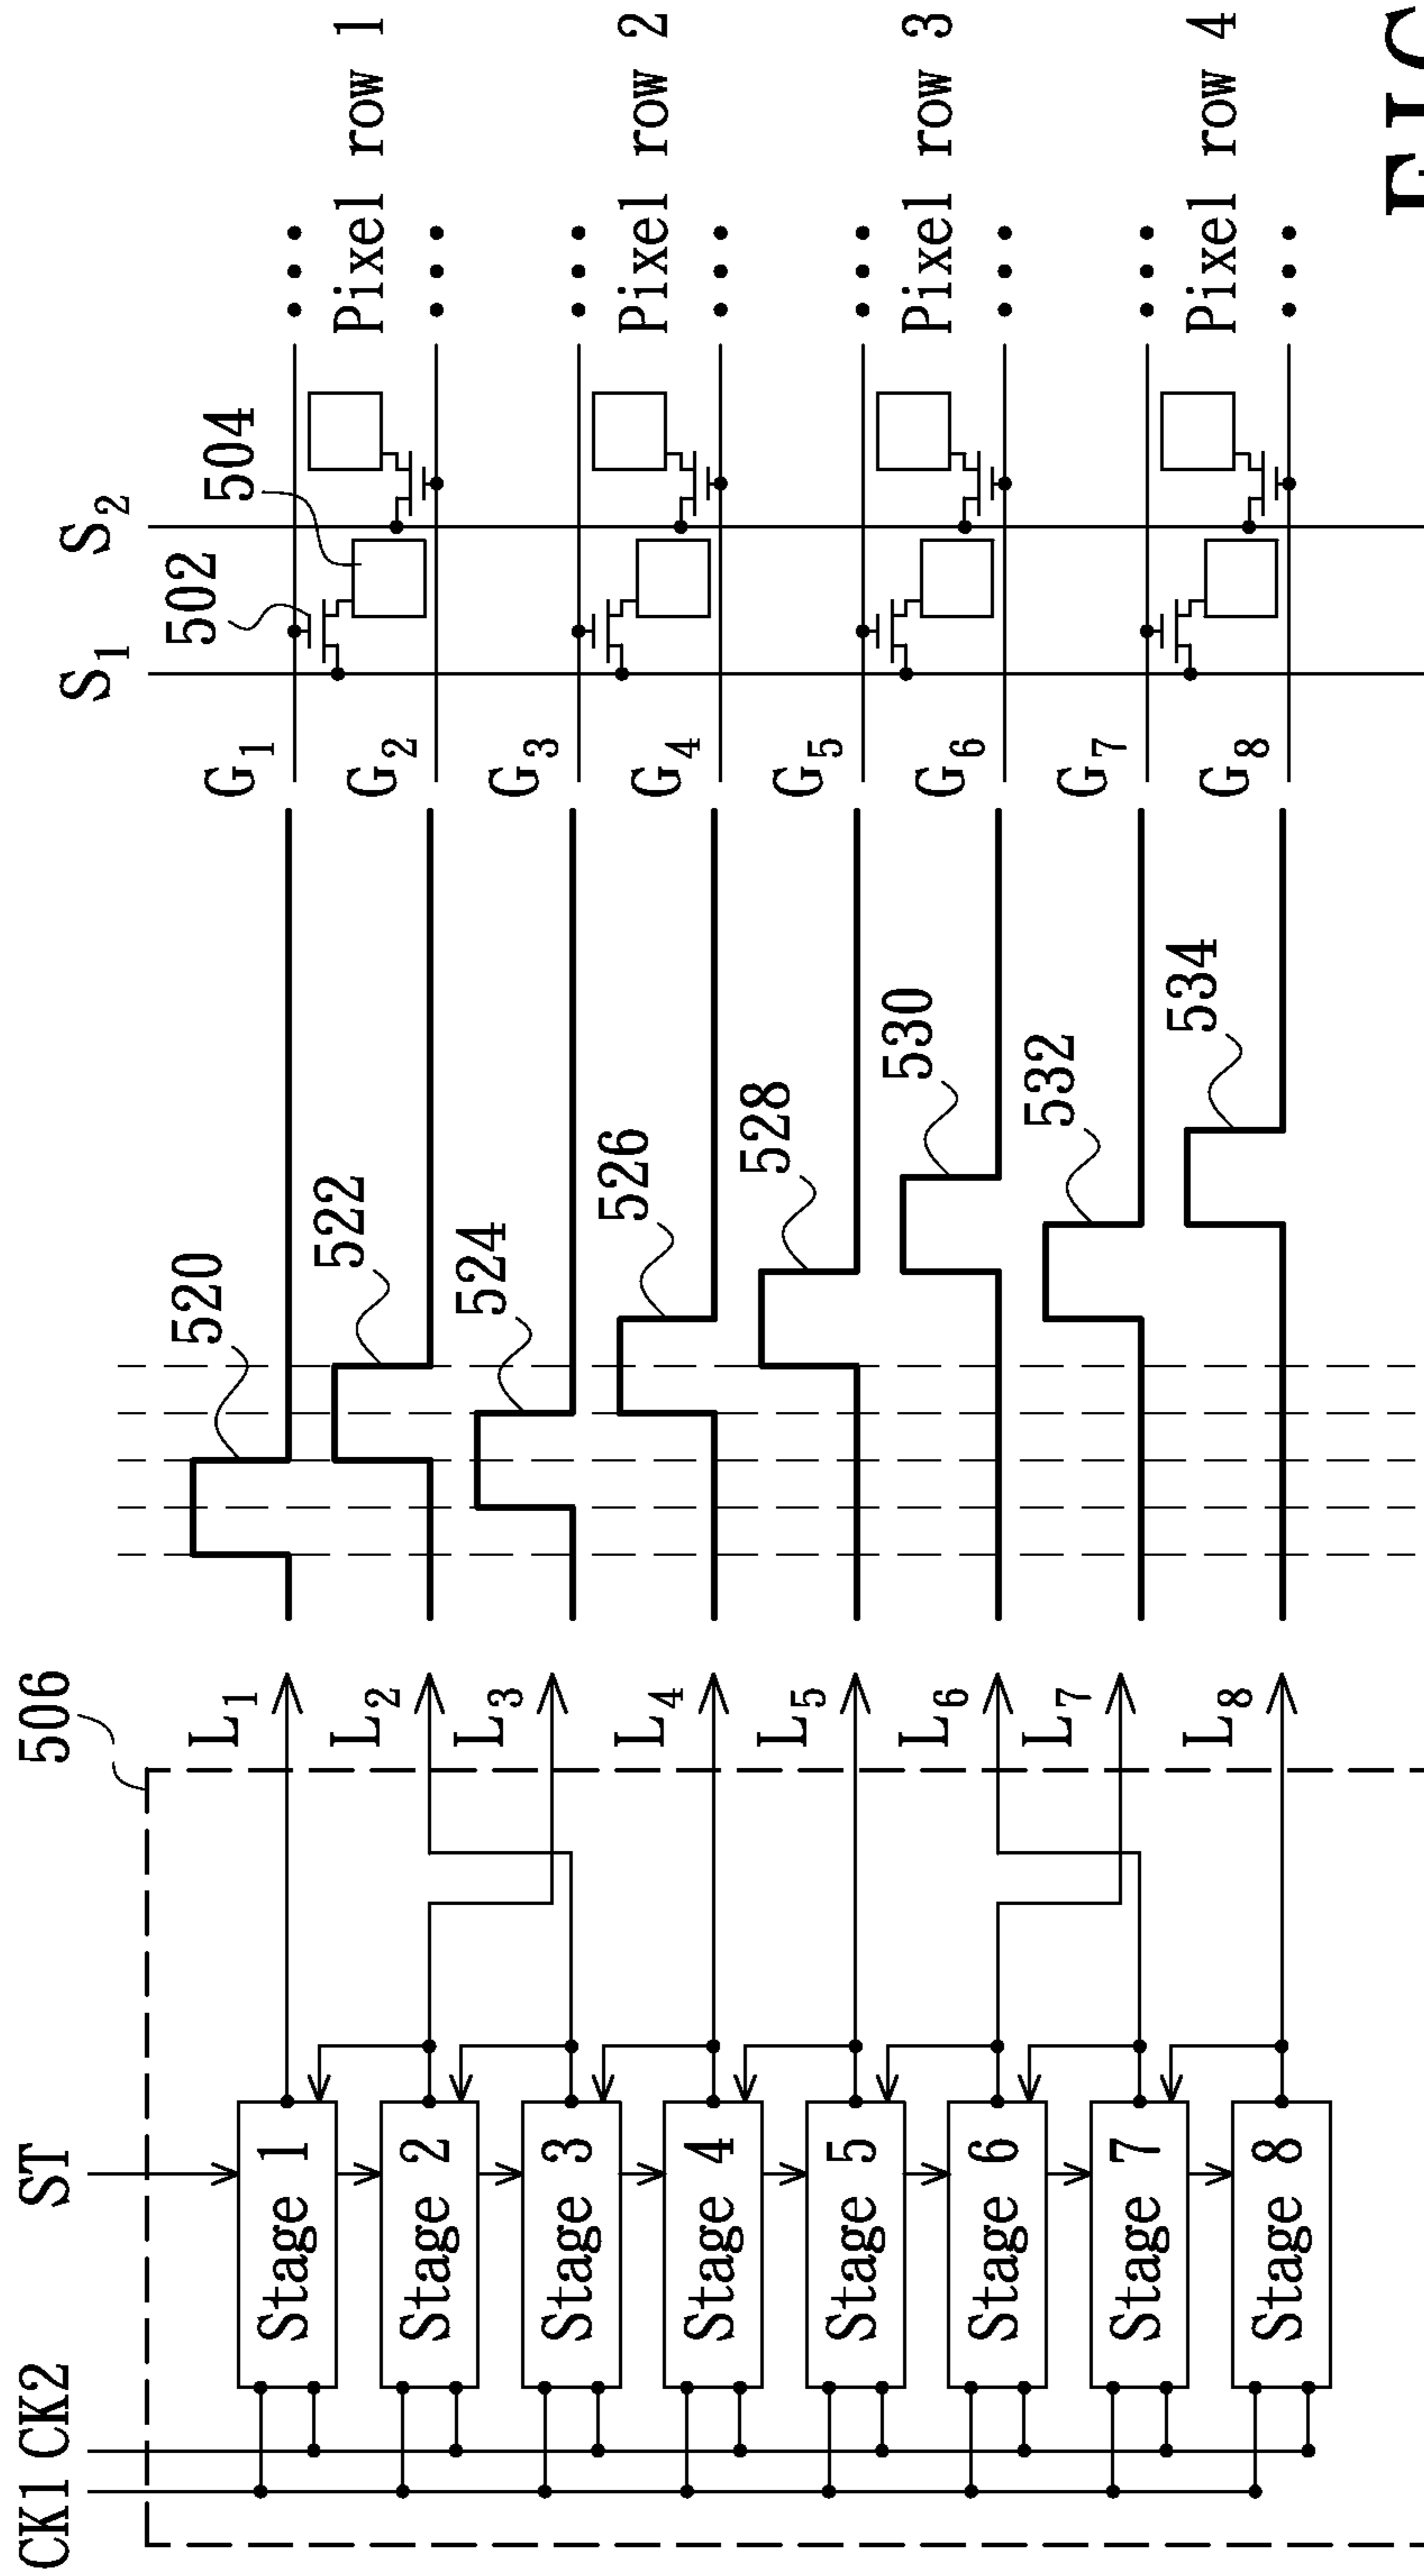 CK1
CK2
ST
506
Stage 1
Stage 2
Stage 3
Stage 4
Stage 5
Stage 6
Stage 7
Stage 8
L1
L2
L3
L4
L5
L6
L7
L8
520
522
524
526
528
530
532
534
G1
G2
G3
G4
G5
G6
G7
G8
S1
S2
502
504
Pixel row 1
Pixel row 2
Pixel row 3
Pixel row 4